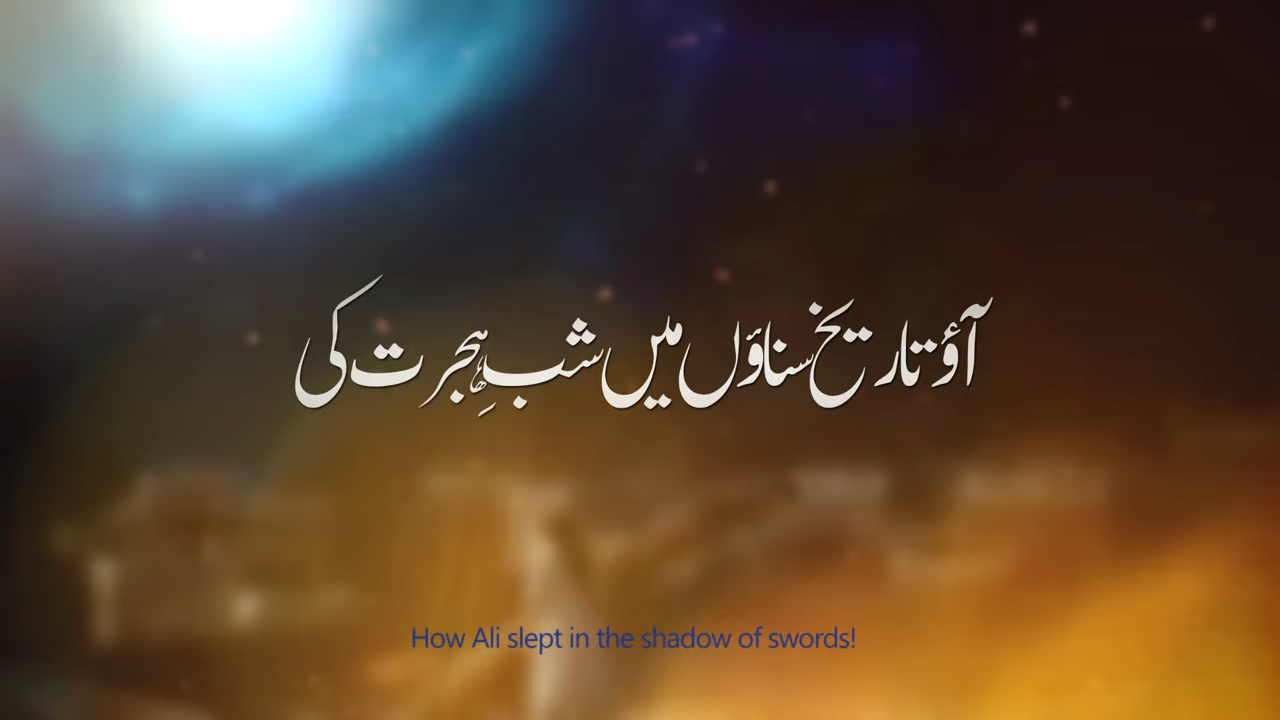 آؤ تاریخ سناؤں میں شبِ ہجرت کی
How Ali slept in the shadow of swords!